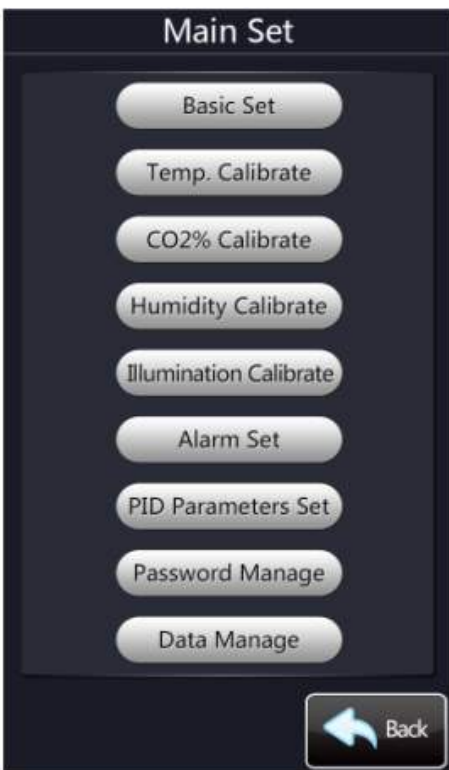 Main Set
Basic Set
Temp. Calibrate
CO2% Calibrate
Humidity Calibrate
Illumination Calibrate
Alarm Set
PID Parameters Set
Password Manage
Data Manage
Back